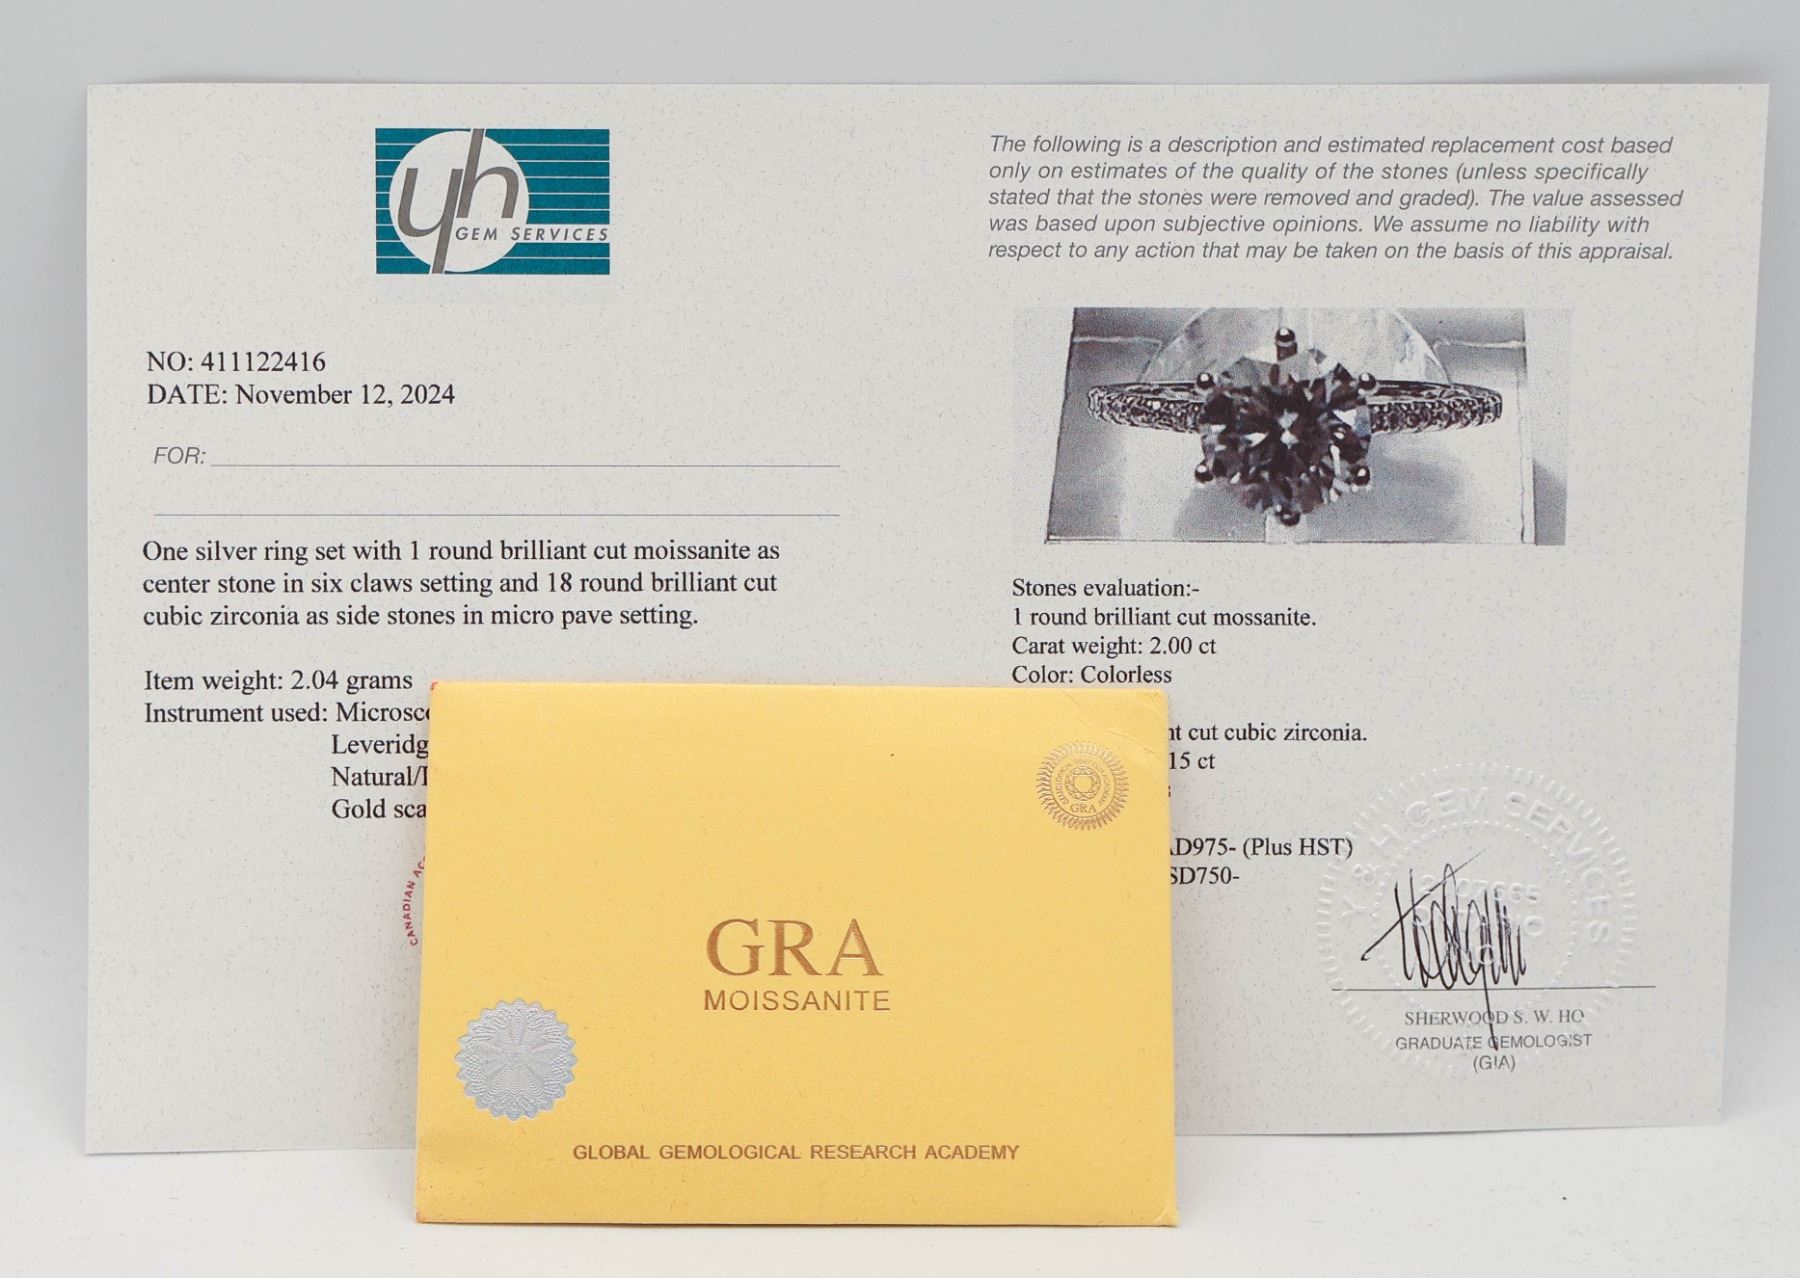 yh
GEM SERVICES
NO: 411122416
DATE: November 12, 2024
FOR:
One silver ring set with 1 round brilliant cut moissanite as
center stone in six claws setting and 18 round brilliant cut
cubic zirconia as side stones in micro pave setting.
Item weight: 2.04 grams
Instrument used: Microsc
Leveridg
Natural/
Gold sca
CANADIAN AC
The following is a description and estimated replacement cost based
only on estimates of the quality of the stones (unless specifically
stated that the stones were removed and graded). The value assessed
was based upon subjective opinions. We assume no liability with
respect to any action that may be taken on the basis of this appraisal.
Stones evaluation:-
1 round brilliant cut mossanite.
Carat weight: 2.00 ct
Color: Colorless
nt cut cubic zirconia.
15 ct
AD975- (Plus HST)
SD750-
Y & H GEM SERVICES
SHERWOOD S. W. HO
GRADUATE GEMOLOGIST
(GIA)
GRA
GRA
MOISSANITE
GLOBAL GEMOLOGICAL RESEARCH ACADEMY